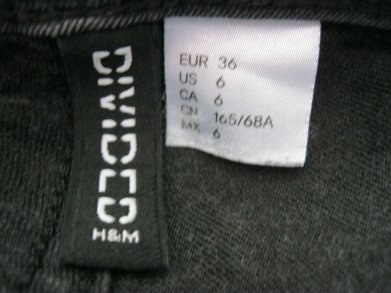 DIVIDED
H&M
EUR 36
US 6
CA 6
CN 165/68A
MX 6